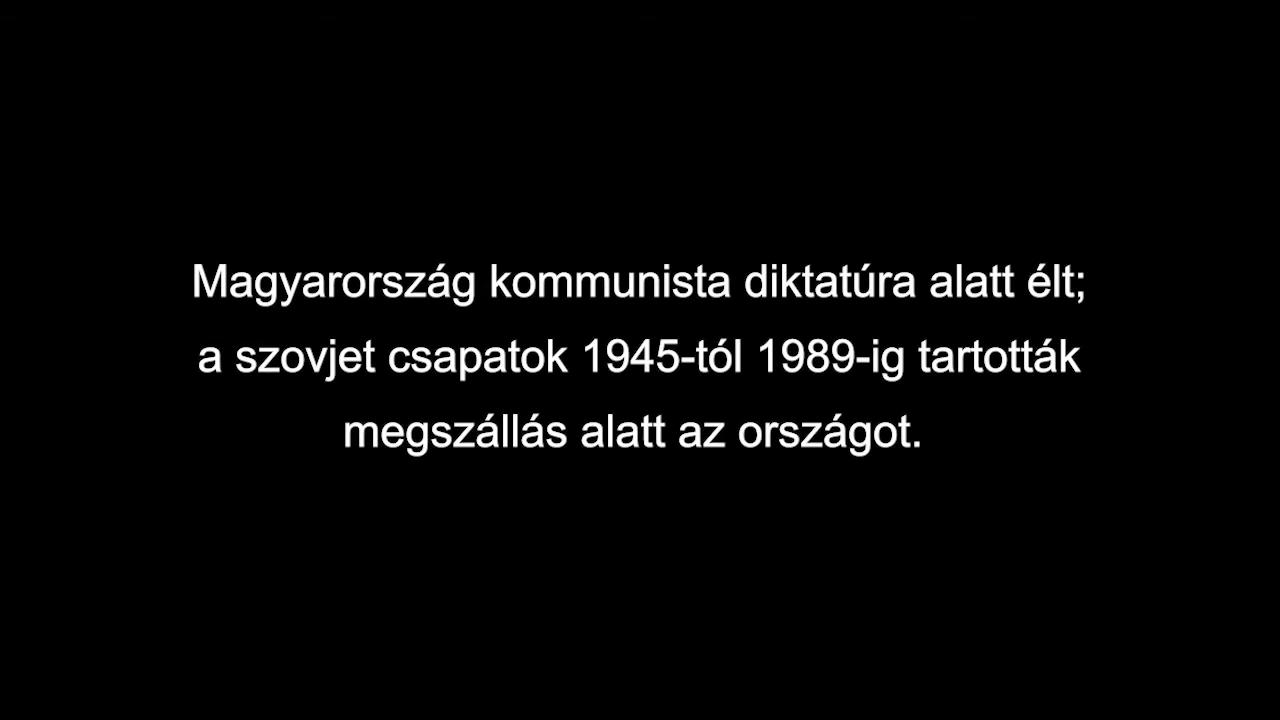 Magyarország kommunista diktatúra alatt élt;
a szovjet csapatok 1945-tól 1989-ig tartották
megszállás alatt az országot.